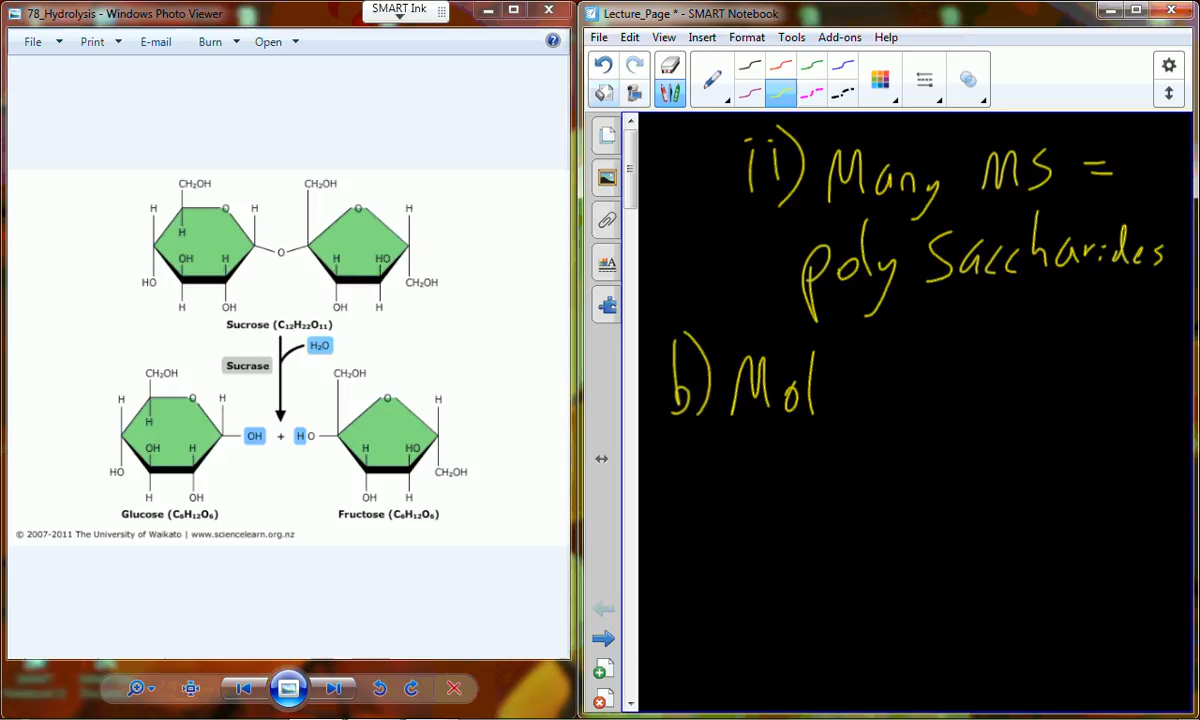 78_Hydrolysis - Windows Photo Viewer
SMART Ink
File Print E-mail Burn Open
CH₂OH CH₂OH
H O H O H
H
O
OH H H HO
HO CH₂OH
H OH OH H
Sucrose (C₁₂H₂₂O₁₁)
H₂O
Sucrase
CH₂OH CH₂OH
H O H O H
H
OH + H O
OH H H HO
HO CH₂OH
H OH OH H
Glucose (C₆H₁₂O₆) Fructose (C₆H₁₂O₆)
© 2007-2011 The University of Waikato | www.sciencelearn.org.nz
Lecture_Page * - SMART Notebook
File Edit View Insert Format Tools Add-ons Help
ii) Many MS =
poly saccharides
b) Mol